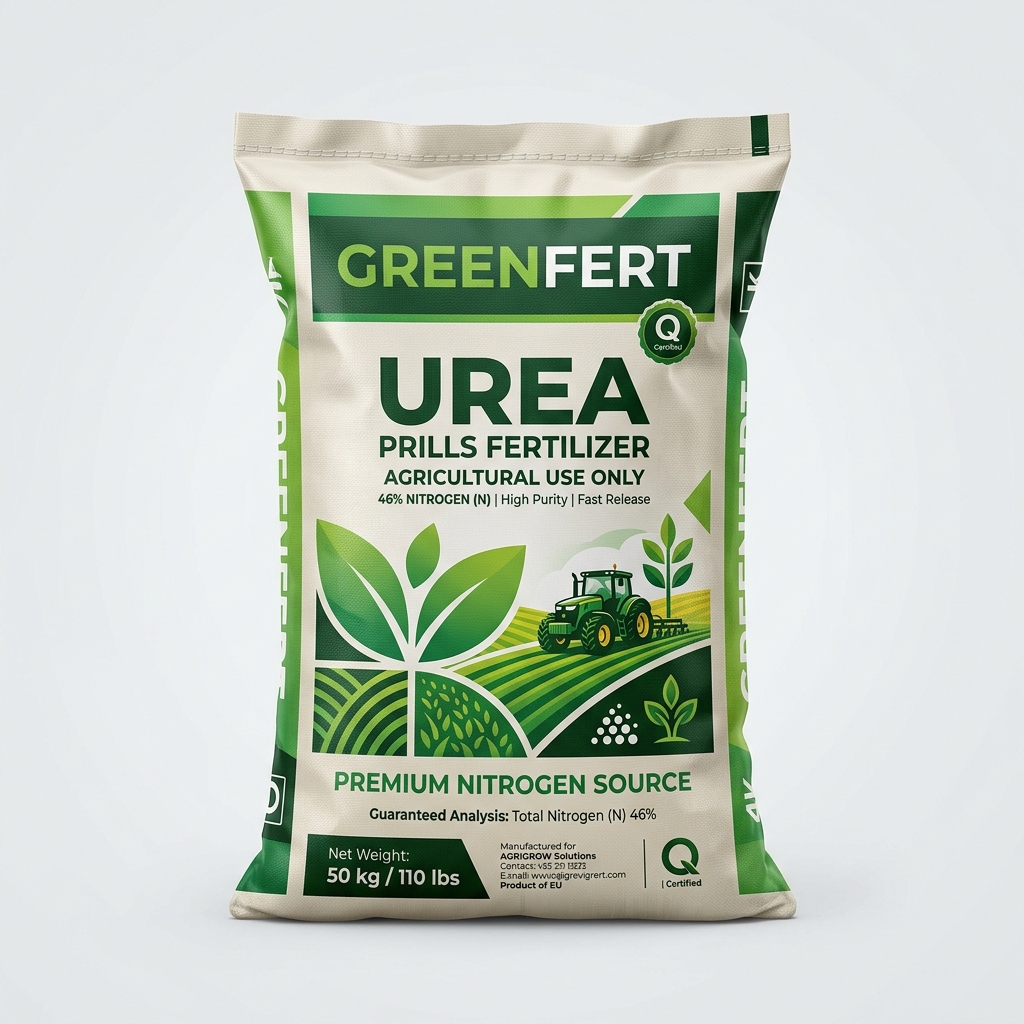 GREENFERT
Q
Certified
UREA
PRILLS FERTILIZER
AGRICULTURAL USE ONLY
46% NITROGEN (N) | High Purity | Fast Release
PREMIUM NITROGEN SOURCE
Guaranteed Analysis: Total Nitrogen (N) 46%
Net Weight:
50 kg / 110 lbs
Manufactured for
AGRIGROW Solutions
Product of EU
Q
| Certified
GREENFERT
GREENFERT